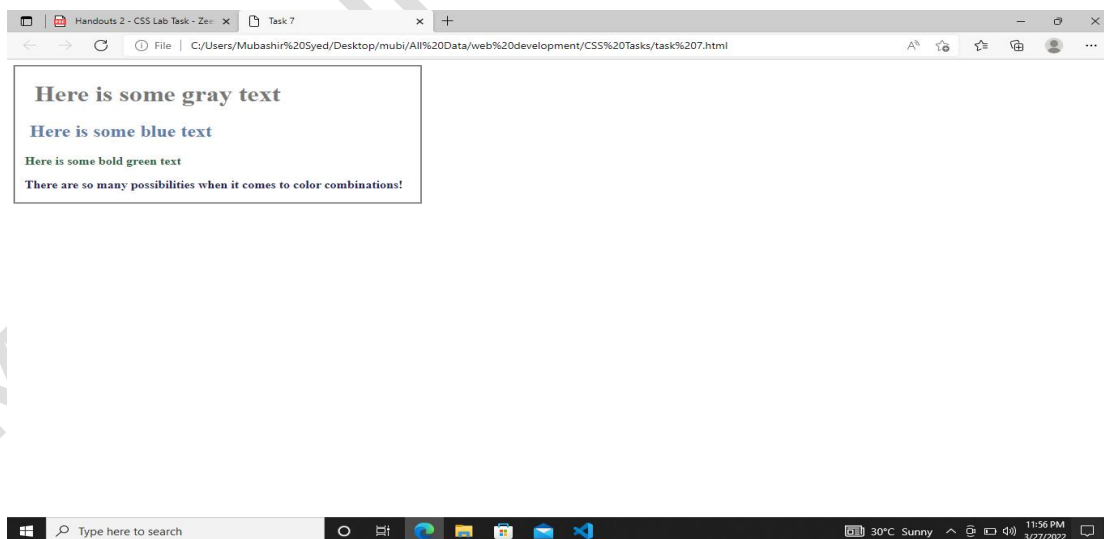 Handouts 2 - CSS Lab Task - Zee
Task 7
File | C:/Users/Mubashir%20Syed/Desktop/mubi/All%20Data/web%20development/CSS%20Tasks/task%207.html
Here is some gray text
Here is some blue text
Here is some bold green text
There are so many possibilities when it comes to color combinations!
Type here to search
30°C Sunny
11:56 PM
3/27/2022